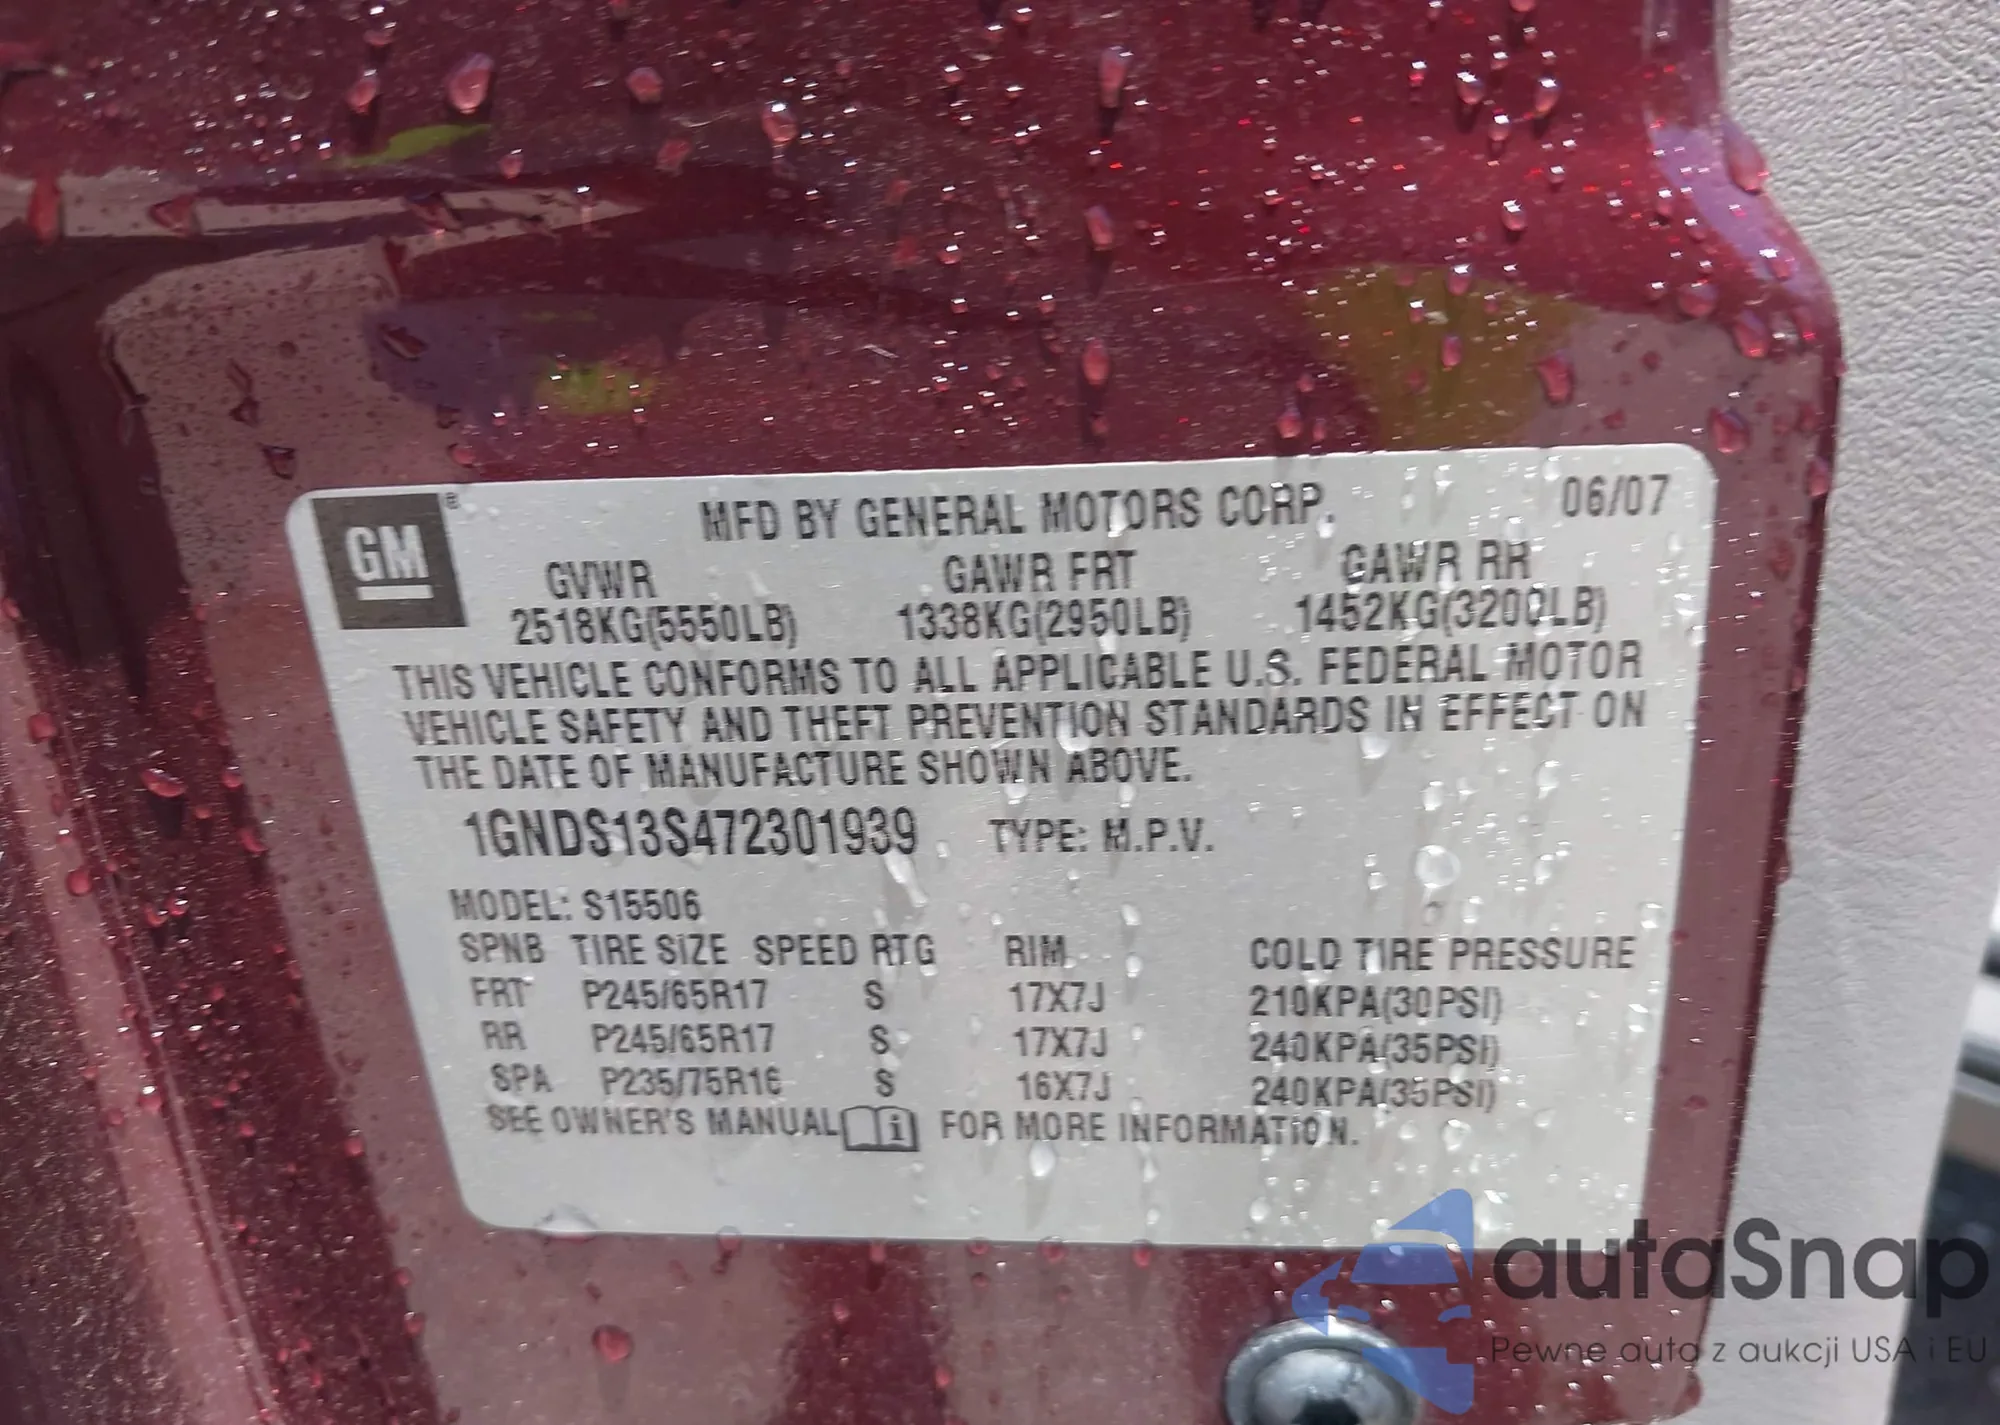 GM®
MFD BY GENERAL MOTORS CORP. 06/07
GVWR GAWR FRT GAWR RR
2518KG(5550LB) 1338KG(2950LB) 1452KG(3200LB)
THIS VEHICLE CONFORMS TO ALL APPLICABLE U.S. FEDERAL MOTOR
VEHICLE SAFETY AND THEFT PREVENTION STANDARDS IN EFFECT ON
THE DATE OF MANUFACTURE SHOWN ABOVE.
1GNDS13S472301939 TYPE: M.P.V.
MODEL: S15506
SPNB TIRE SIZE SPEED RTG RIM COLD TIRE PRESSURE
FRT P245/65R17 S 17X7J 210KPA(30PSI)
RR P245/65R17 S 17X7J 240KPA(35PSI)
SPA P235/75R16 S 16X7J 240KPA(35PSI)
SEE OWNER'S MANUAL i FOR MORE INFORMATION.
autaSnap
Pewne auta z aukcji USA i EU